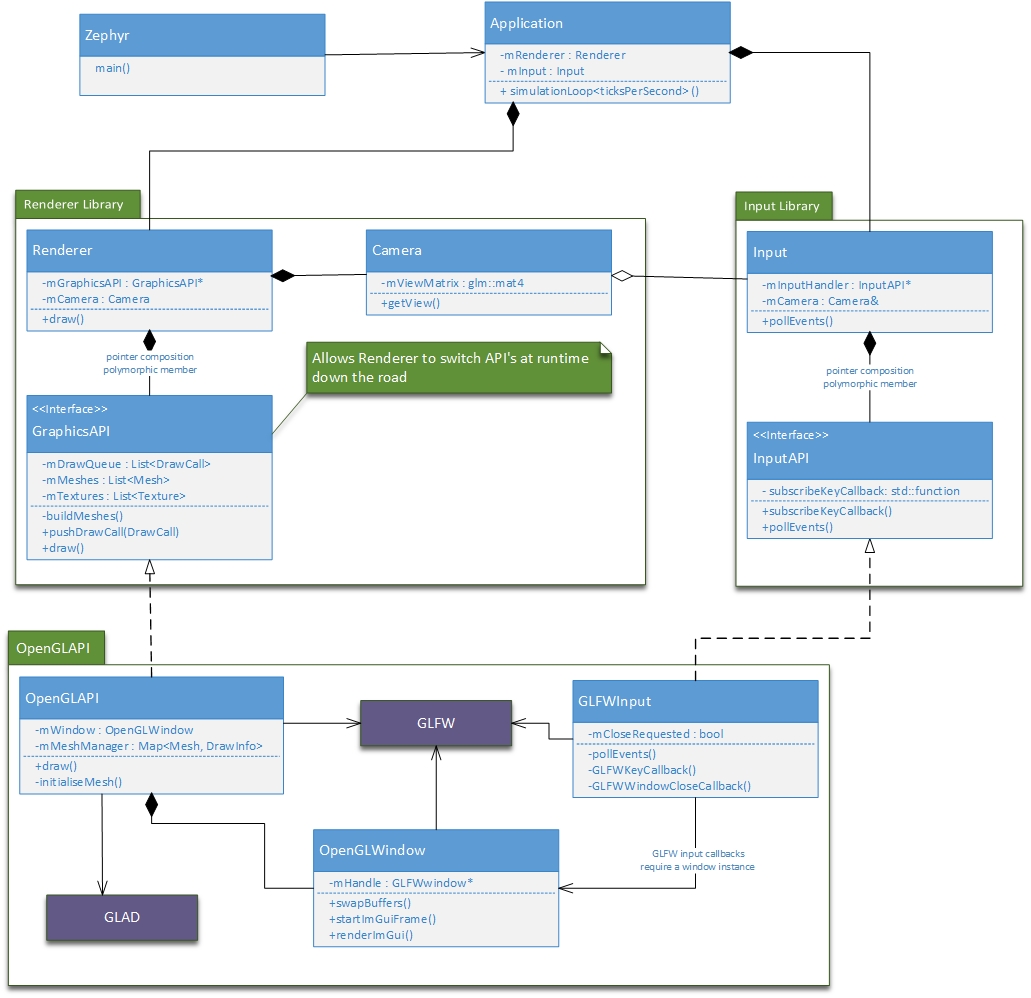 Zephyr
main()
Application
-mRenderer : Renderer
- mInput : Input
+ simulationLoop<ticksPerSecond>()
Renderer Library
Renderer
-mGraphicsAPI : GraphicsAPI*
-mCamera : Camera
+draw()
Camera
-mViewMatrix : glm::mat4
+getView()
pointer composition
polymorphic member
Allows Renderer to switch API's at runtime
down the road
<<Interface>>
GraphicsAPI
-mDrawQueue : List<DrawCall>
-mMeshes : List<Mesh>
-mTextures : List<Texture>
-buildMeshes()
+pushDrawCall(DrawCall)
+draw()
Input Library
Input
-mInputHandler : InputAPI*
-mCamera : Camera&
+pollEvents()
pointer composition
polymorphic member
<<Interface>>
InputAPI
- subscribeKeyCallback: std::function
+subscribeKeyCallback()
+pollEvents()
OpenGLAPI
OpenGLAPI
-mWindow : OpenGLWindow
-mMeshManager : Map<Mesh, DrawInfo>
+draw()
-initialiseMesh()
GLFW
GLFWInput
-mCloseRequested : bool
-pollEvents()
-GLFWKeyCallback()
-GLFWWindowCloseCallback()
OpenGLWindow
-mHandle : GLFWwindow*
+swapBuffers()
+startImGuiFrame()
+renderImGui()
GLFW input callbacks
require a window instance
GLAD